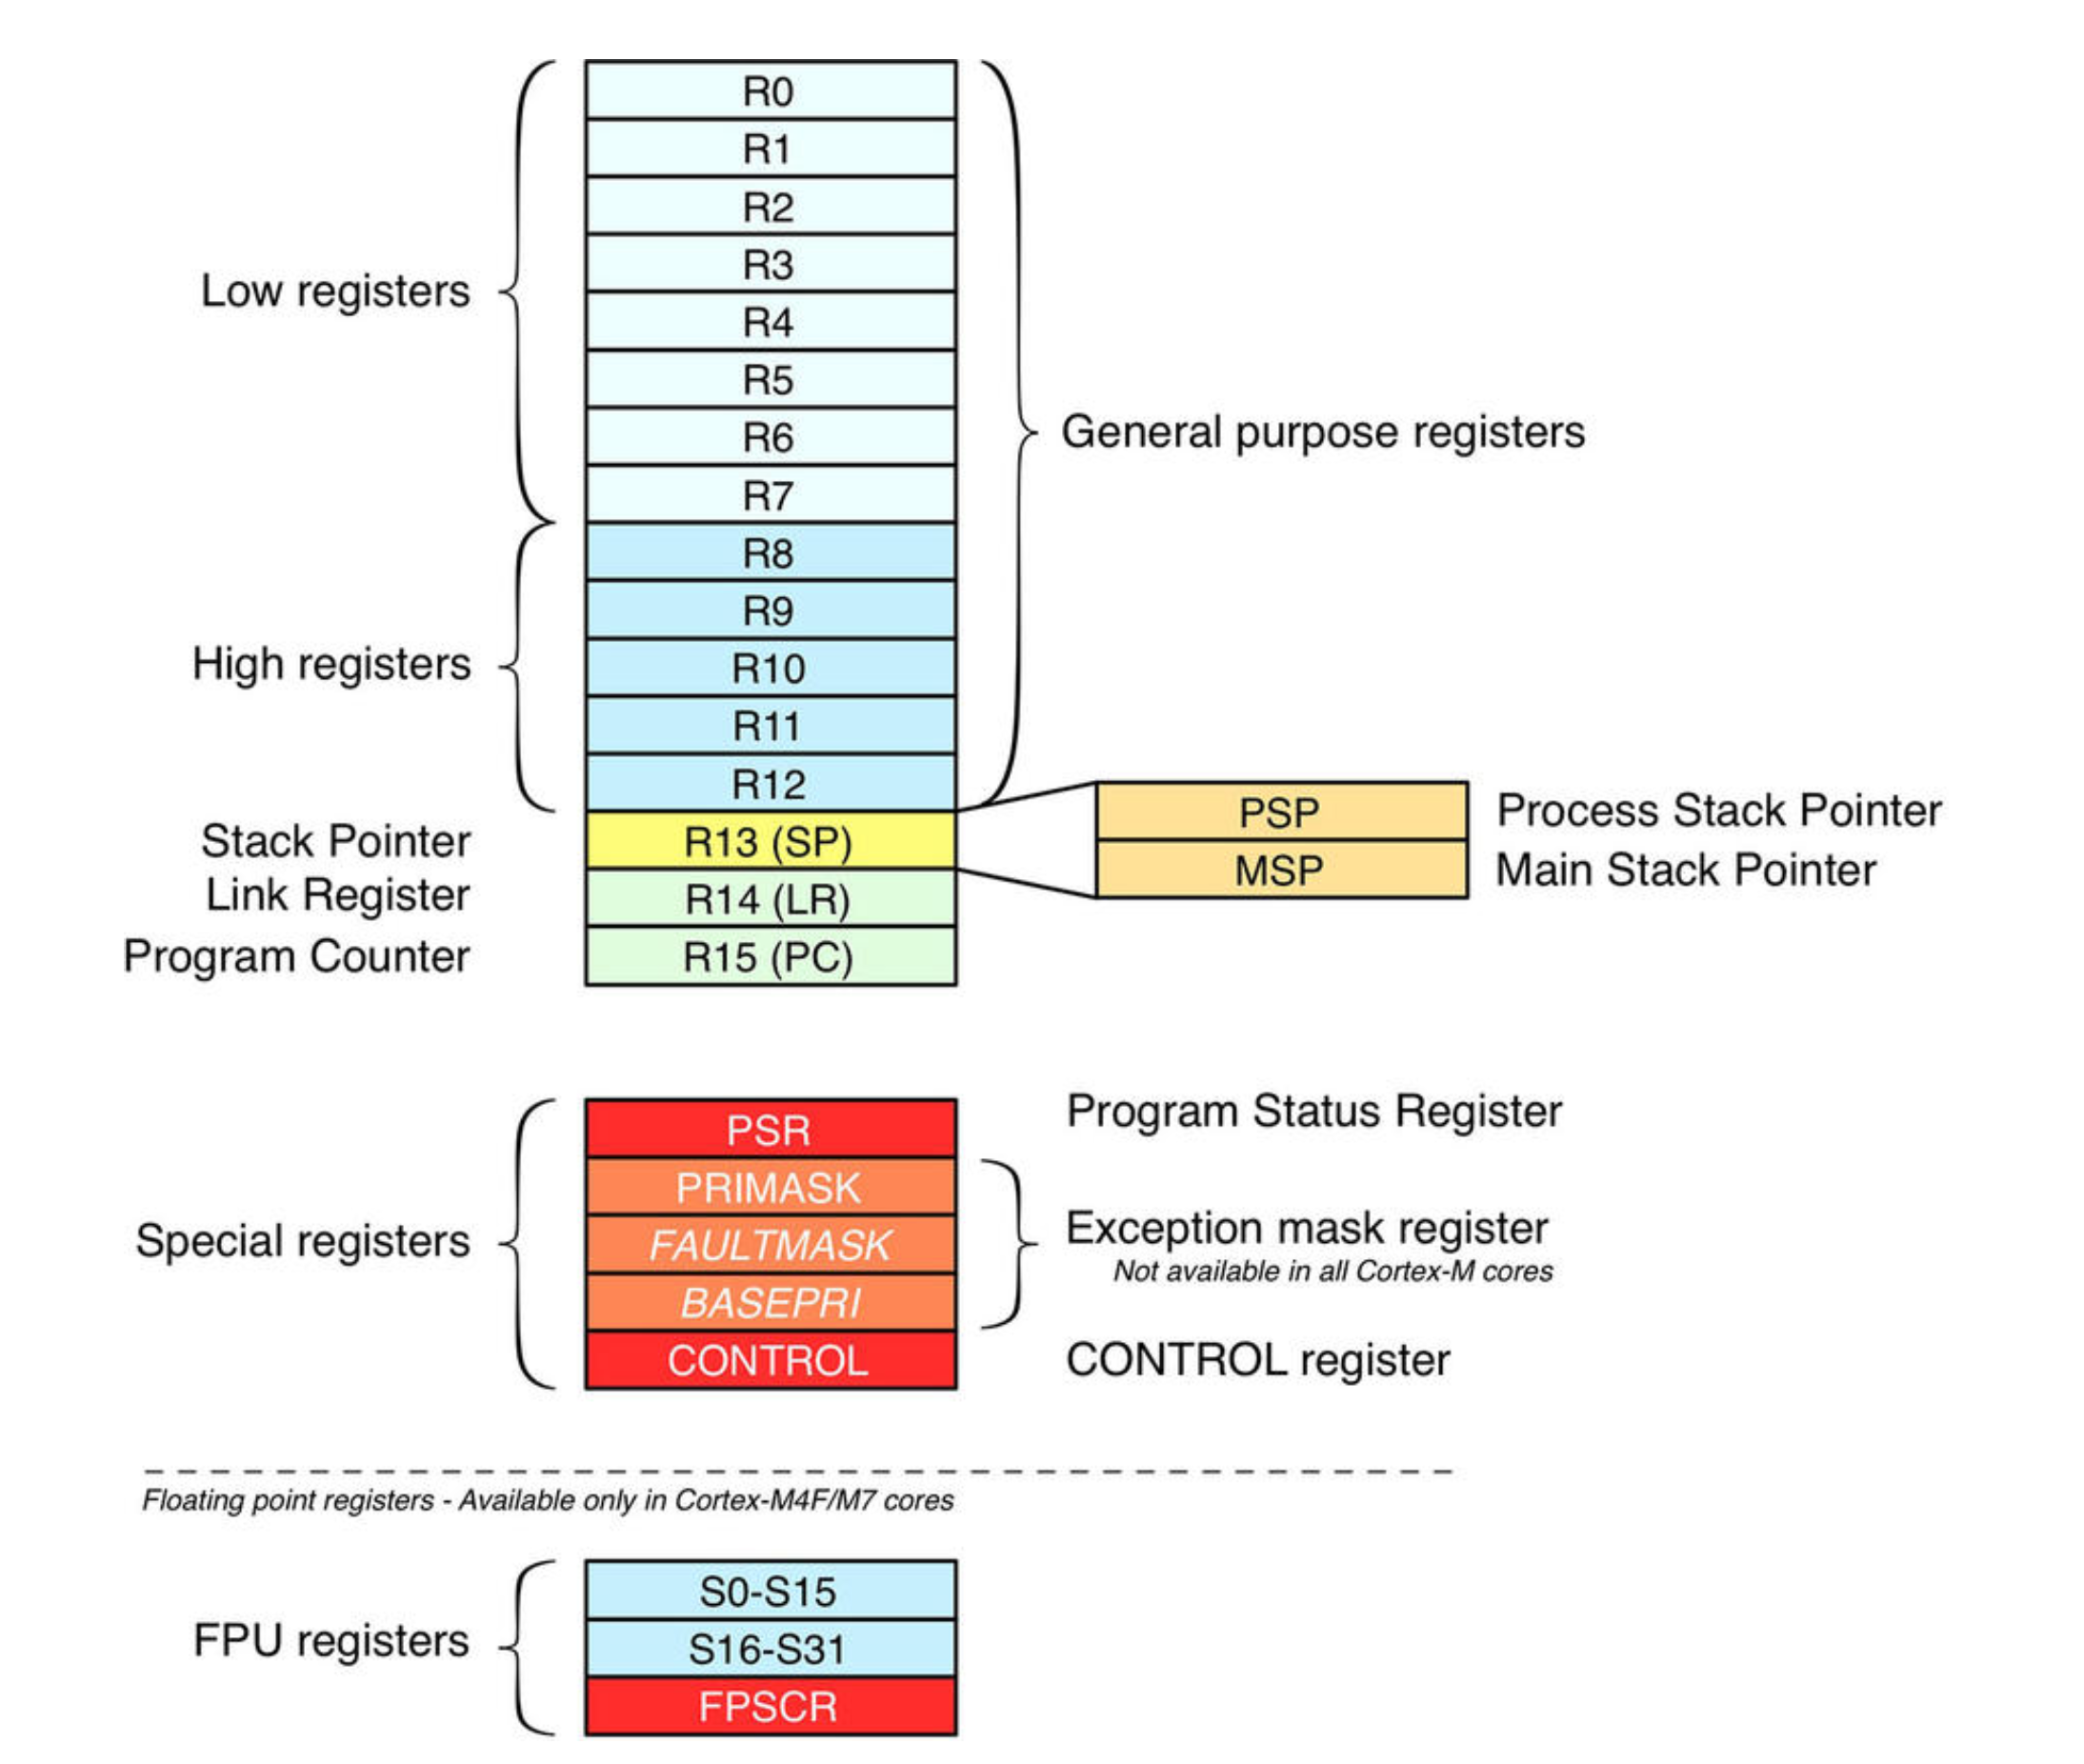 R0
R1
R2
R3
Low registers
R4
R5
R6
General purpose registers
R7
R8
R9
High registers
R10
R11
R12
PSP
Process Stack Pointer
Stack Pointer
R13 (SP)
MSP
Main Stack Pointer
Link Register
R14 (LR)
Program Counter
R15 (PC)
PSR
Program Status Register
PRIMASK
Special registers
FAULTMASK
Exception mask register
Not available in all Cortex-M cores
BASEPRI
CONTROL
CONTROL register
Floating point registers - Available only in Cortex-M4F/M7 cores
S0-S15
FPU registers
S16-S31
FPSCR